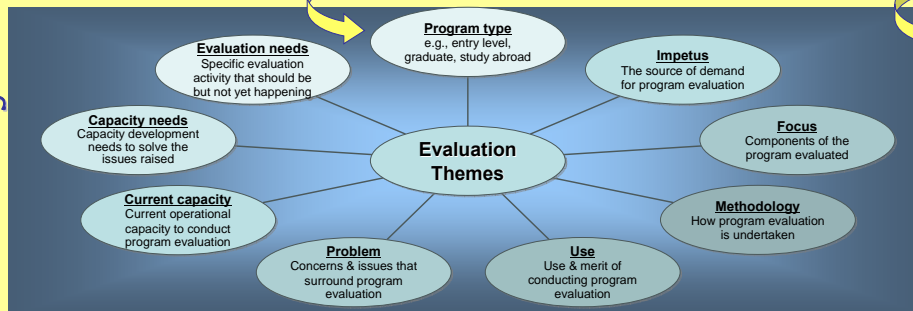 Program type
e.g., entry level,
graduate, study abroad
Impetus
The source of demand
for program evaluation
Focus
Components of the
program evaluated
Methodology
How program evaluation
is undertaken
Use
Use & merit of
conducting program
evaluation
Problem
Concerns & issues that
surround program
evaluation
Current capacity
Current operational
capacity to conduct
program evaluation
Capacity needs
Capacity development
needs to solve the
issues raised
Evaluation needs
Specific evaluation
activity that should be
but not yet happening
Evaluation
Themes